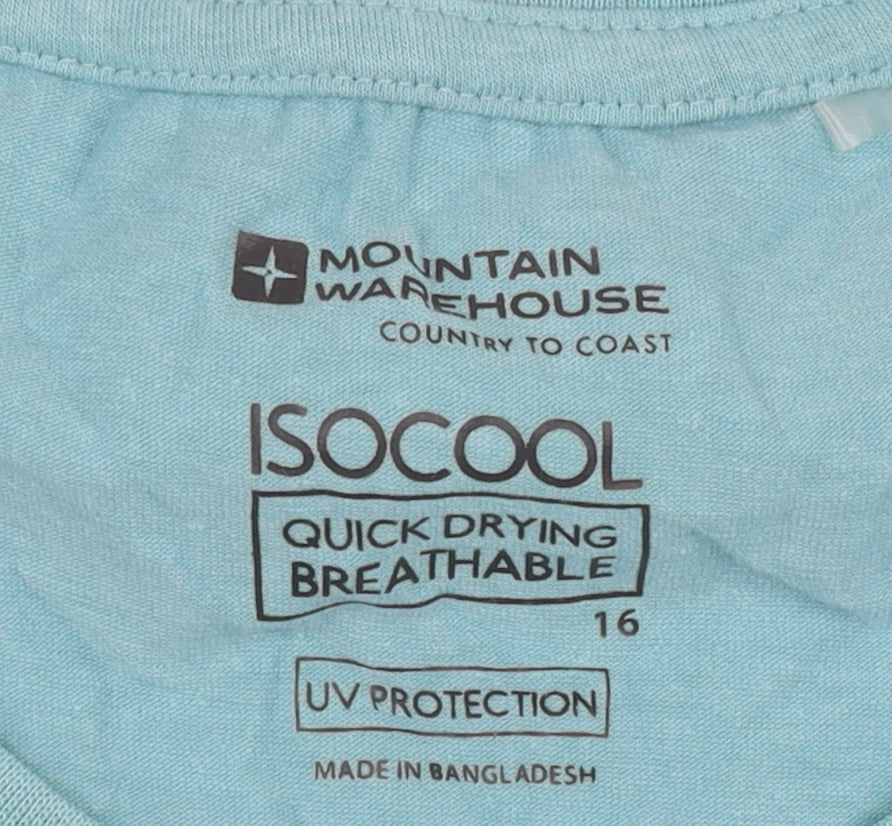 MOUNTAIN
WAREHOUSE
COUNTRY TO COAST
ISOCOOL
QUICK DRYING
BREATHABLE
16
UV PROTECTION
MADE IN BANGLADESH